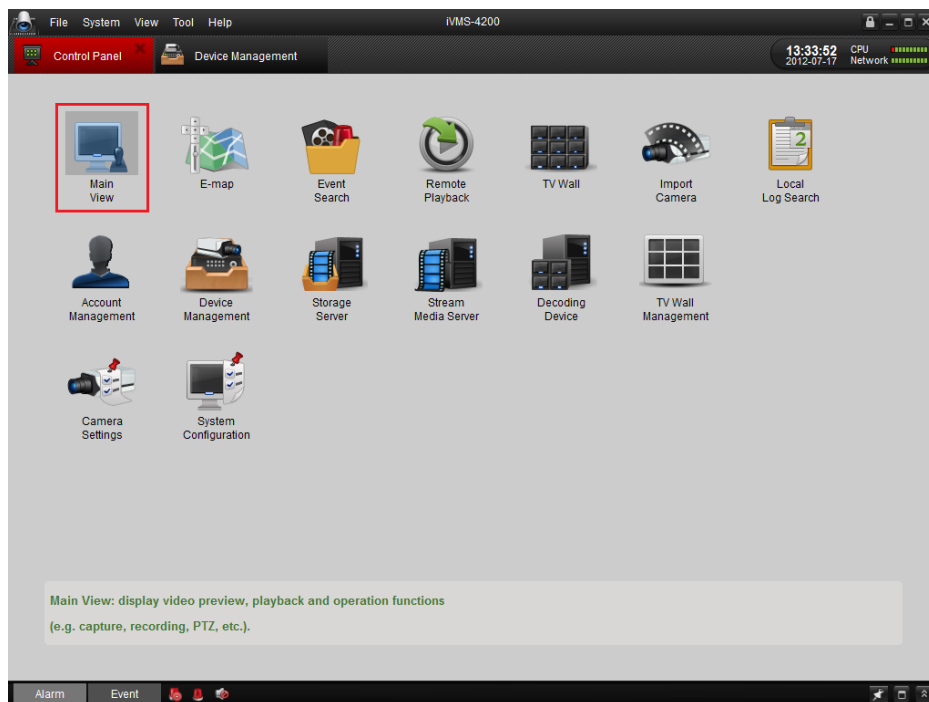 File System View Tool Help iVMS-4200
Control Panel Device Management 13:33:52 CPU
2012-07-17 Network
Main
View
E-map
Event
Search
Remote
Playback
TV Wall
Import
Camera
2
Local
Log Search
Account
Management
Device
Management
Storage
Server
Stream
Media Server
Decoding
Device
TV Wall
Management
Camera
Settings
System
Configuration
Main View: display video preview, playback and operation functions
(e.g. capture, recording, PTZ, etc.).
Alarm Event